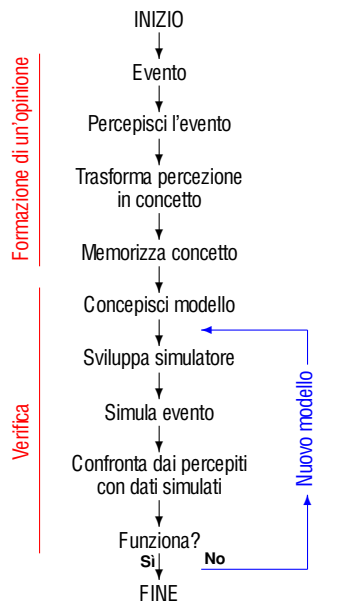 INIZIO
Evento
Percepisci l'evento
Trasforma percezione
in concetto
Memorizza concetto
Formazione di un'opinione
Concepisci modello
Sviluppa simulatore
Simula evento
Confronta dai percepiti
con dati simulati
Funziona?
Verifica
Nuovo modello
Sì
No
FINE